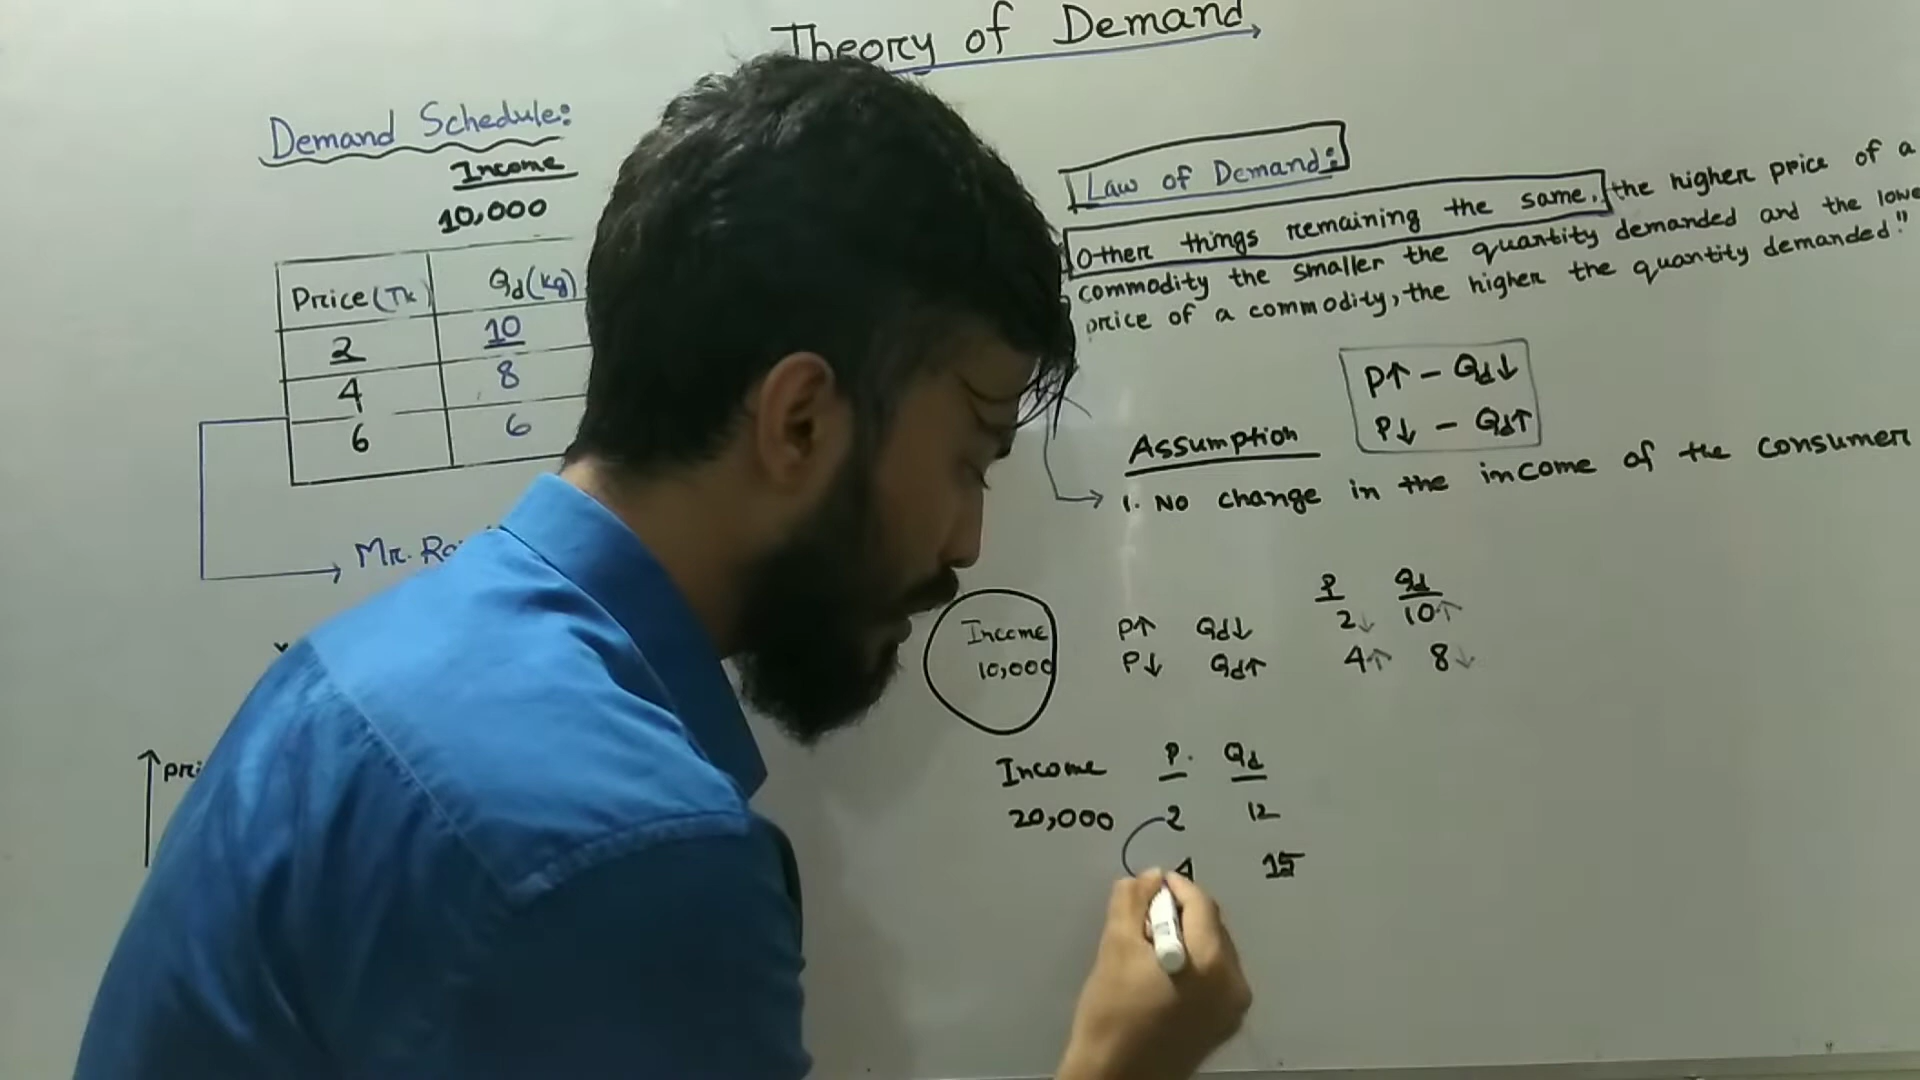 Theory of Demand
Demand Schedule:
Income
10,000
Price (Tk) Qd (kg)
2 10
4 8
6 6
Mr.
Law of Demand:
Other things remaining the same, the higher price of a
commodity the smaller the quantity demanded and the lowe
price of a commodity, the higher the quantity demanded."
P↑ - Qd↓
P↓ - Qd↑
Assumption
1. No change in the income of the consumer
Income
10,000
P↑ Qd↓
P↓ Qd↑
P Qd
2↓ 10↑
4↑ 8↓
Income P. Qd
20,000 2 12
4 15